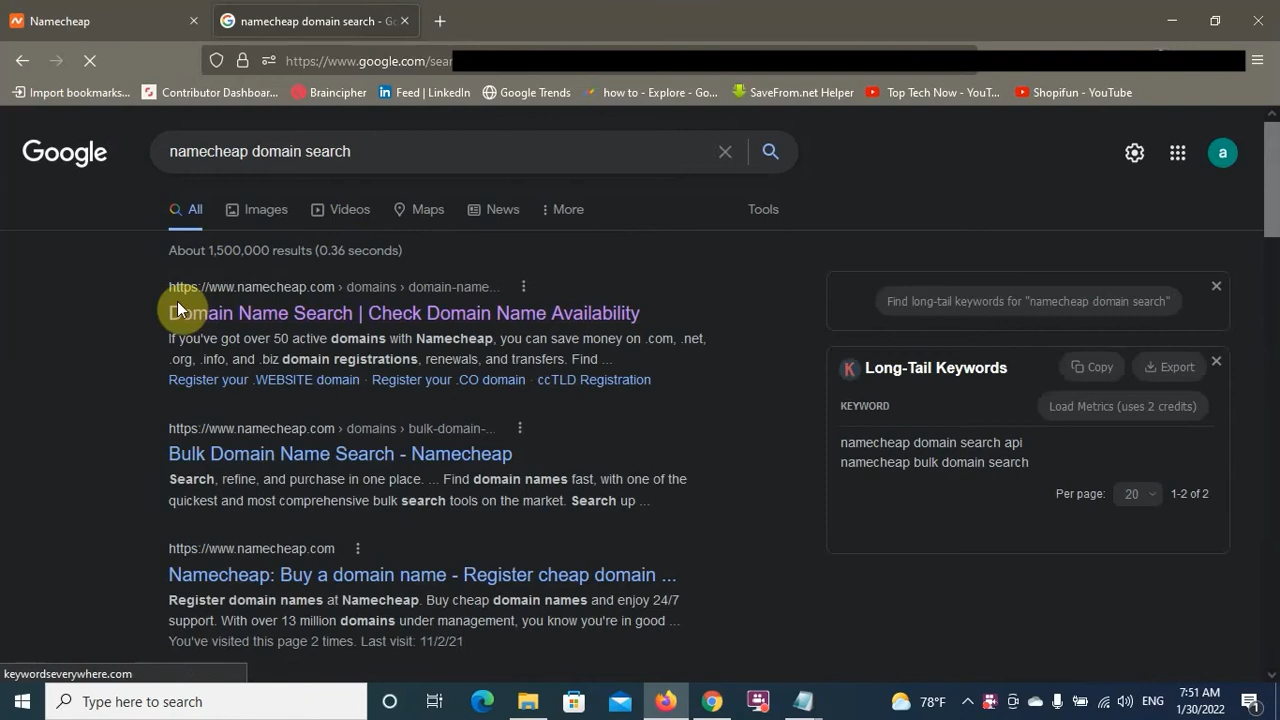 Namecheap
namecheap domain search - Go
https://www.google.com/sear
Import bookmarks...
Contributor Dashboar...
Braincipher
Feed | LinkedIn
Google Trends
how to - Explore - Go...
SaveFrom.net Helper
Top Tech Now - YouT...
Shopifun - YouTube
Google
namecheap domain search
a
All
Images
Videos
Maps
News
More
Tools
About 1,500,000 results (0.36 seconds)
https://www.namecheap.com › domains › domain-name...
Domain Name Search | Check Domain Name Availability
If you've got over 50 active domains with Namecheap, you can save money on .com, .net,
.org, .info, and .biz domain registrations, renewals, and transfers. Find ...
Register your .WEBSITE domain · Register your .CO domain · ccTLD Registration
https://www.namecheap.com › domains › bulk-domain-...
Bulk Domain Name Search - Namecheap
Search, refine, and purchase in one place. ... Find domain names fast, with one of the
quickest and most comprehensive bulk search tools on the market. Search up ...
https://www.namecheap.com
Namecheap: Buy a domain name - Register cheap domain ...
Register domain names at Namecheap. Buy cheap domain names and enjoy 24/7
support. With over 13 million domains under management, you know you're in good ...
You've visited this page 2 times. Last visit: 11/2/21
Find long-tail keywords for "namecheap domain search"
K
Long-Tail Keywords
Copy
Export
KEYWORD
Load Metrics (uses 2 credits)
namecheap domain search api
namecheap bulk domain search
Per page:
20
1-2 of 2
keywordseverywhere.com
Type here to search
78°F
ENG
7:51 AM
1/30/2022
1